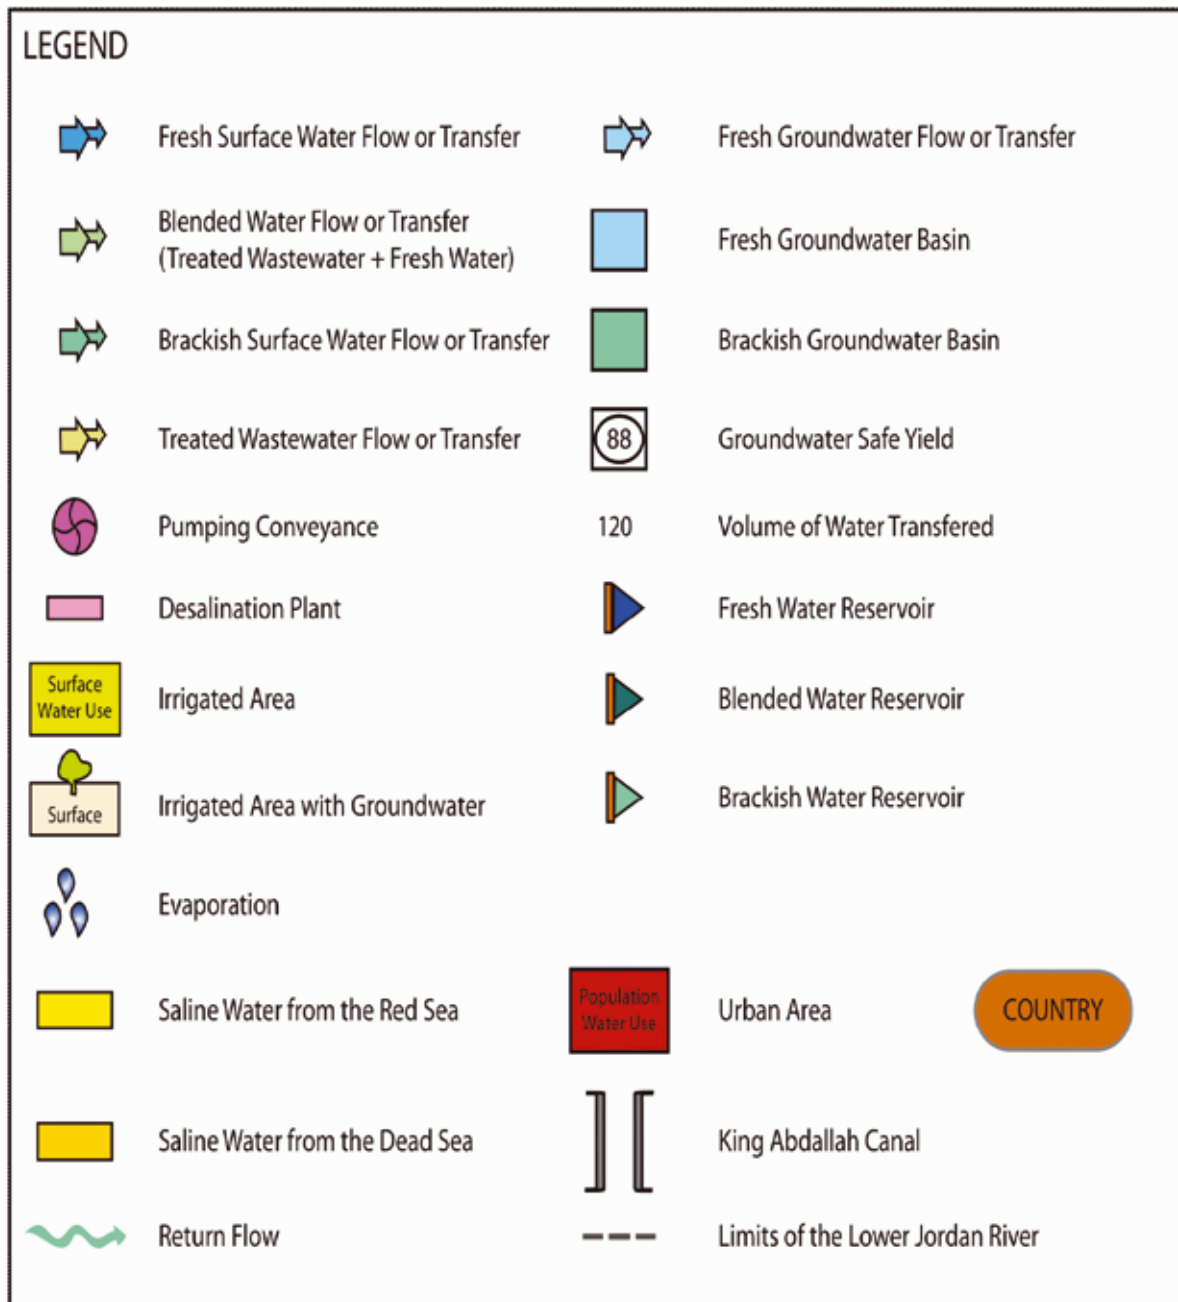 LEGEND
Fresh Surface Water Flow or Transfer
Fresh Groundwater Flow or Transfer
Blended Water Flow or Transfer
(Treated Wastewater + Fresh Water)
Fresh Groundwater Basin
Brackish Surface Water Flow or Transfer
Brackish Groundwater Basin
Treated Wastewater Flow or Transfer
88
Groundwater Safe Yield
Pumping Conveyance
120
Volume of Water Transfered
Desalination Plant
Fresh Water Reservoir
Surface
Water Use
Irrigated Area
Blended Water Reservoir
Surface
Irrigated Area with Groundwater
Brackish Water Reservoir
Evaporation
Saline Water from the Red Sea
Population
Water Use
Urban Area
COUNTRY
Saline Water from the Dead Sea
King Abdallah Canal
Return Flow
Limits of the Lower Jordan River